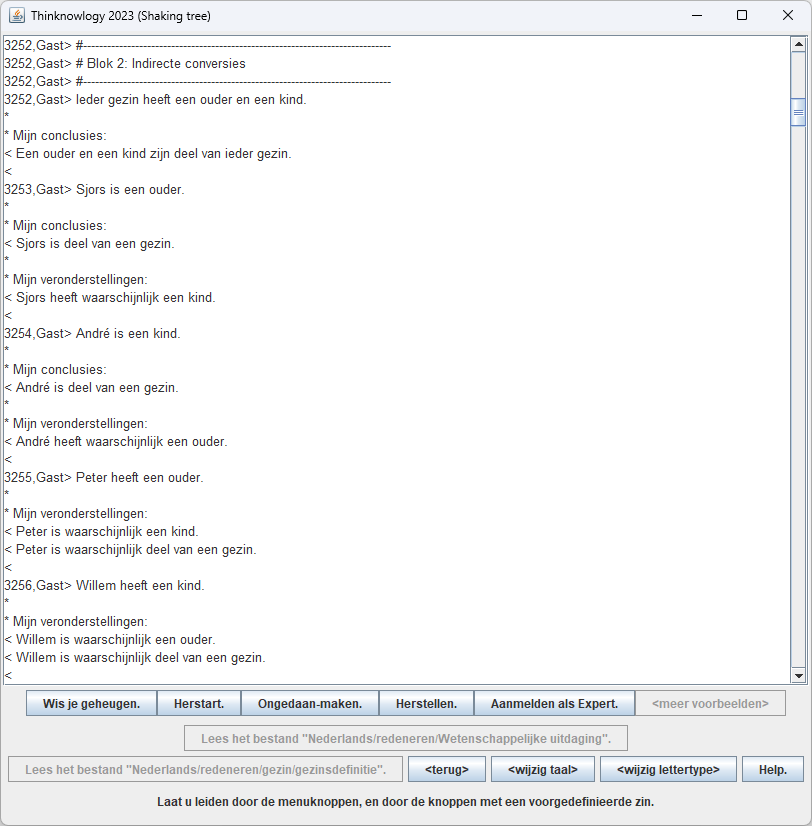 Thinknowlogy 2023 (Shaking tree)
3252,Gast> #------------------------------------------------------------------------------
3252,Gast> # Blok 2: Indirecte conversies
3252,Gast> #------------------------------------------------------------------------------
3252,Gast> Ieder gezin heeft een ouder en een kind.
*
* Mijn conclusies:
< Een ouder en een kind zijn deel van ieder gezin.
<
3253,Gast> Sjors is een ouder.
*
* Mijn conclusies:
< Sjors is deel van een gezin.
*
* Mijn veronderstellingen:
< Sjors heeft waarschijnlijk een kind.
<
3254,Gast> André is een kind.
*
* Mijn conclusies:
< André is deel van een gezin.
*
* Mijn veronderstellingen:
< André heeft waarschijnlijk een ouder.
<
3255,Gast> Peter heeft een ouder.
*
* Mijn veronderstellingen:
< Peter is waarschijnlijk een kind.
< Peter is waarschijnlijk deel van een gezin.
<
3256,Gast> Willem heeft een kind.
*
* Mijn veronderstellingen:
< Willem is waarschijnlijk een ouder.
< Willem is waarschijnlijk deel van een gezin.
<
Wis je geheugen. Herstart. Ongedaan-maken. Herstellen. Aanmelden als Expert. <meer voorbeelden>
Lees het bestand "Nederlands/redeneren/Wetenschappelijke uitdaging".
Lees het bestand "Nederlands/redeneren/gezin/gezinsdefinitie". <terug> <wijzig taal> <wijzig lettertype> Help.
Laat u leiden door de menuknoppen, en door de knoppen met een voorgedefinieerde zin.